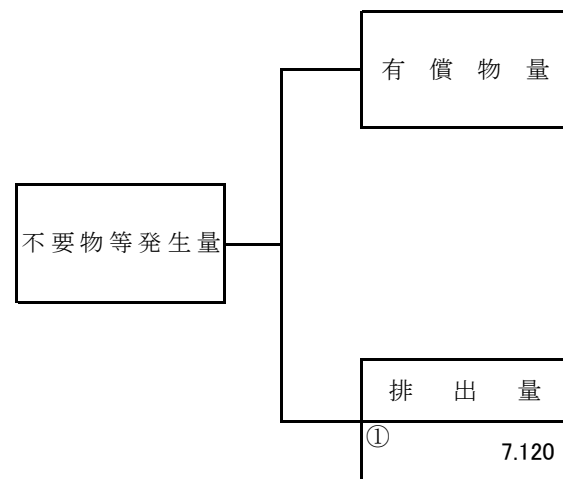 有償物量
不要物等発生量
排出量
①
7.120